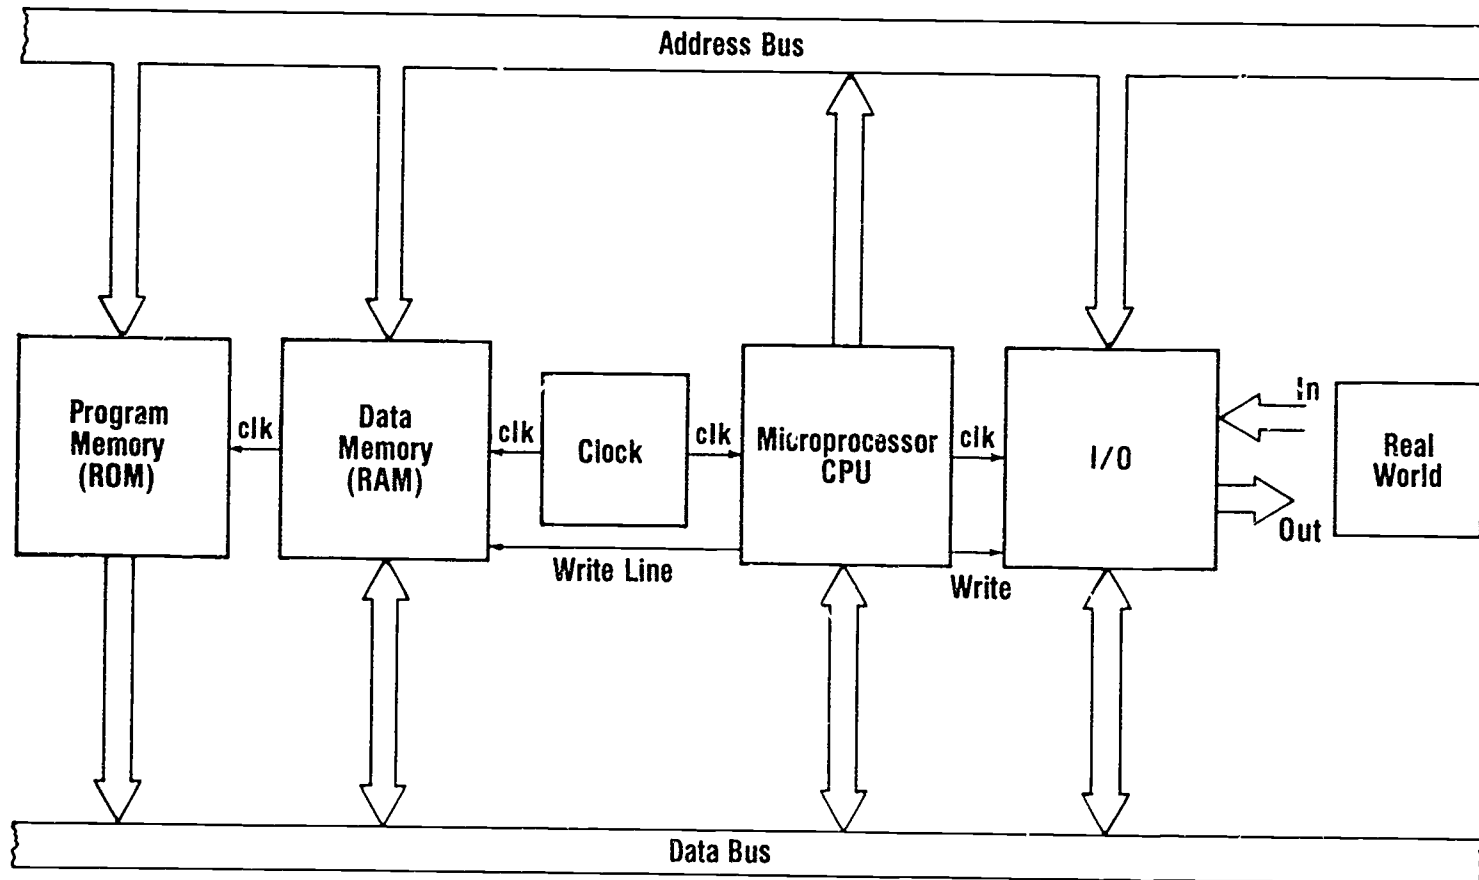 Address Bus
Program
Memory
(ROM)
clk
Data
Memory
(RAM)
clk
Clock
clk
Microprocessor
CPU
clk
I/O
In
Out
Real
World
Write Line
Write
Data Bus